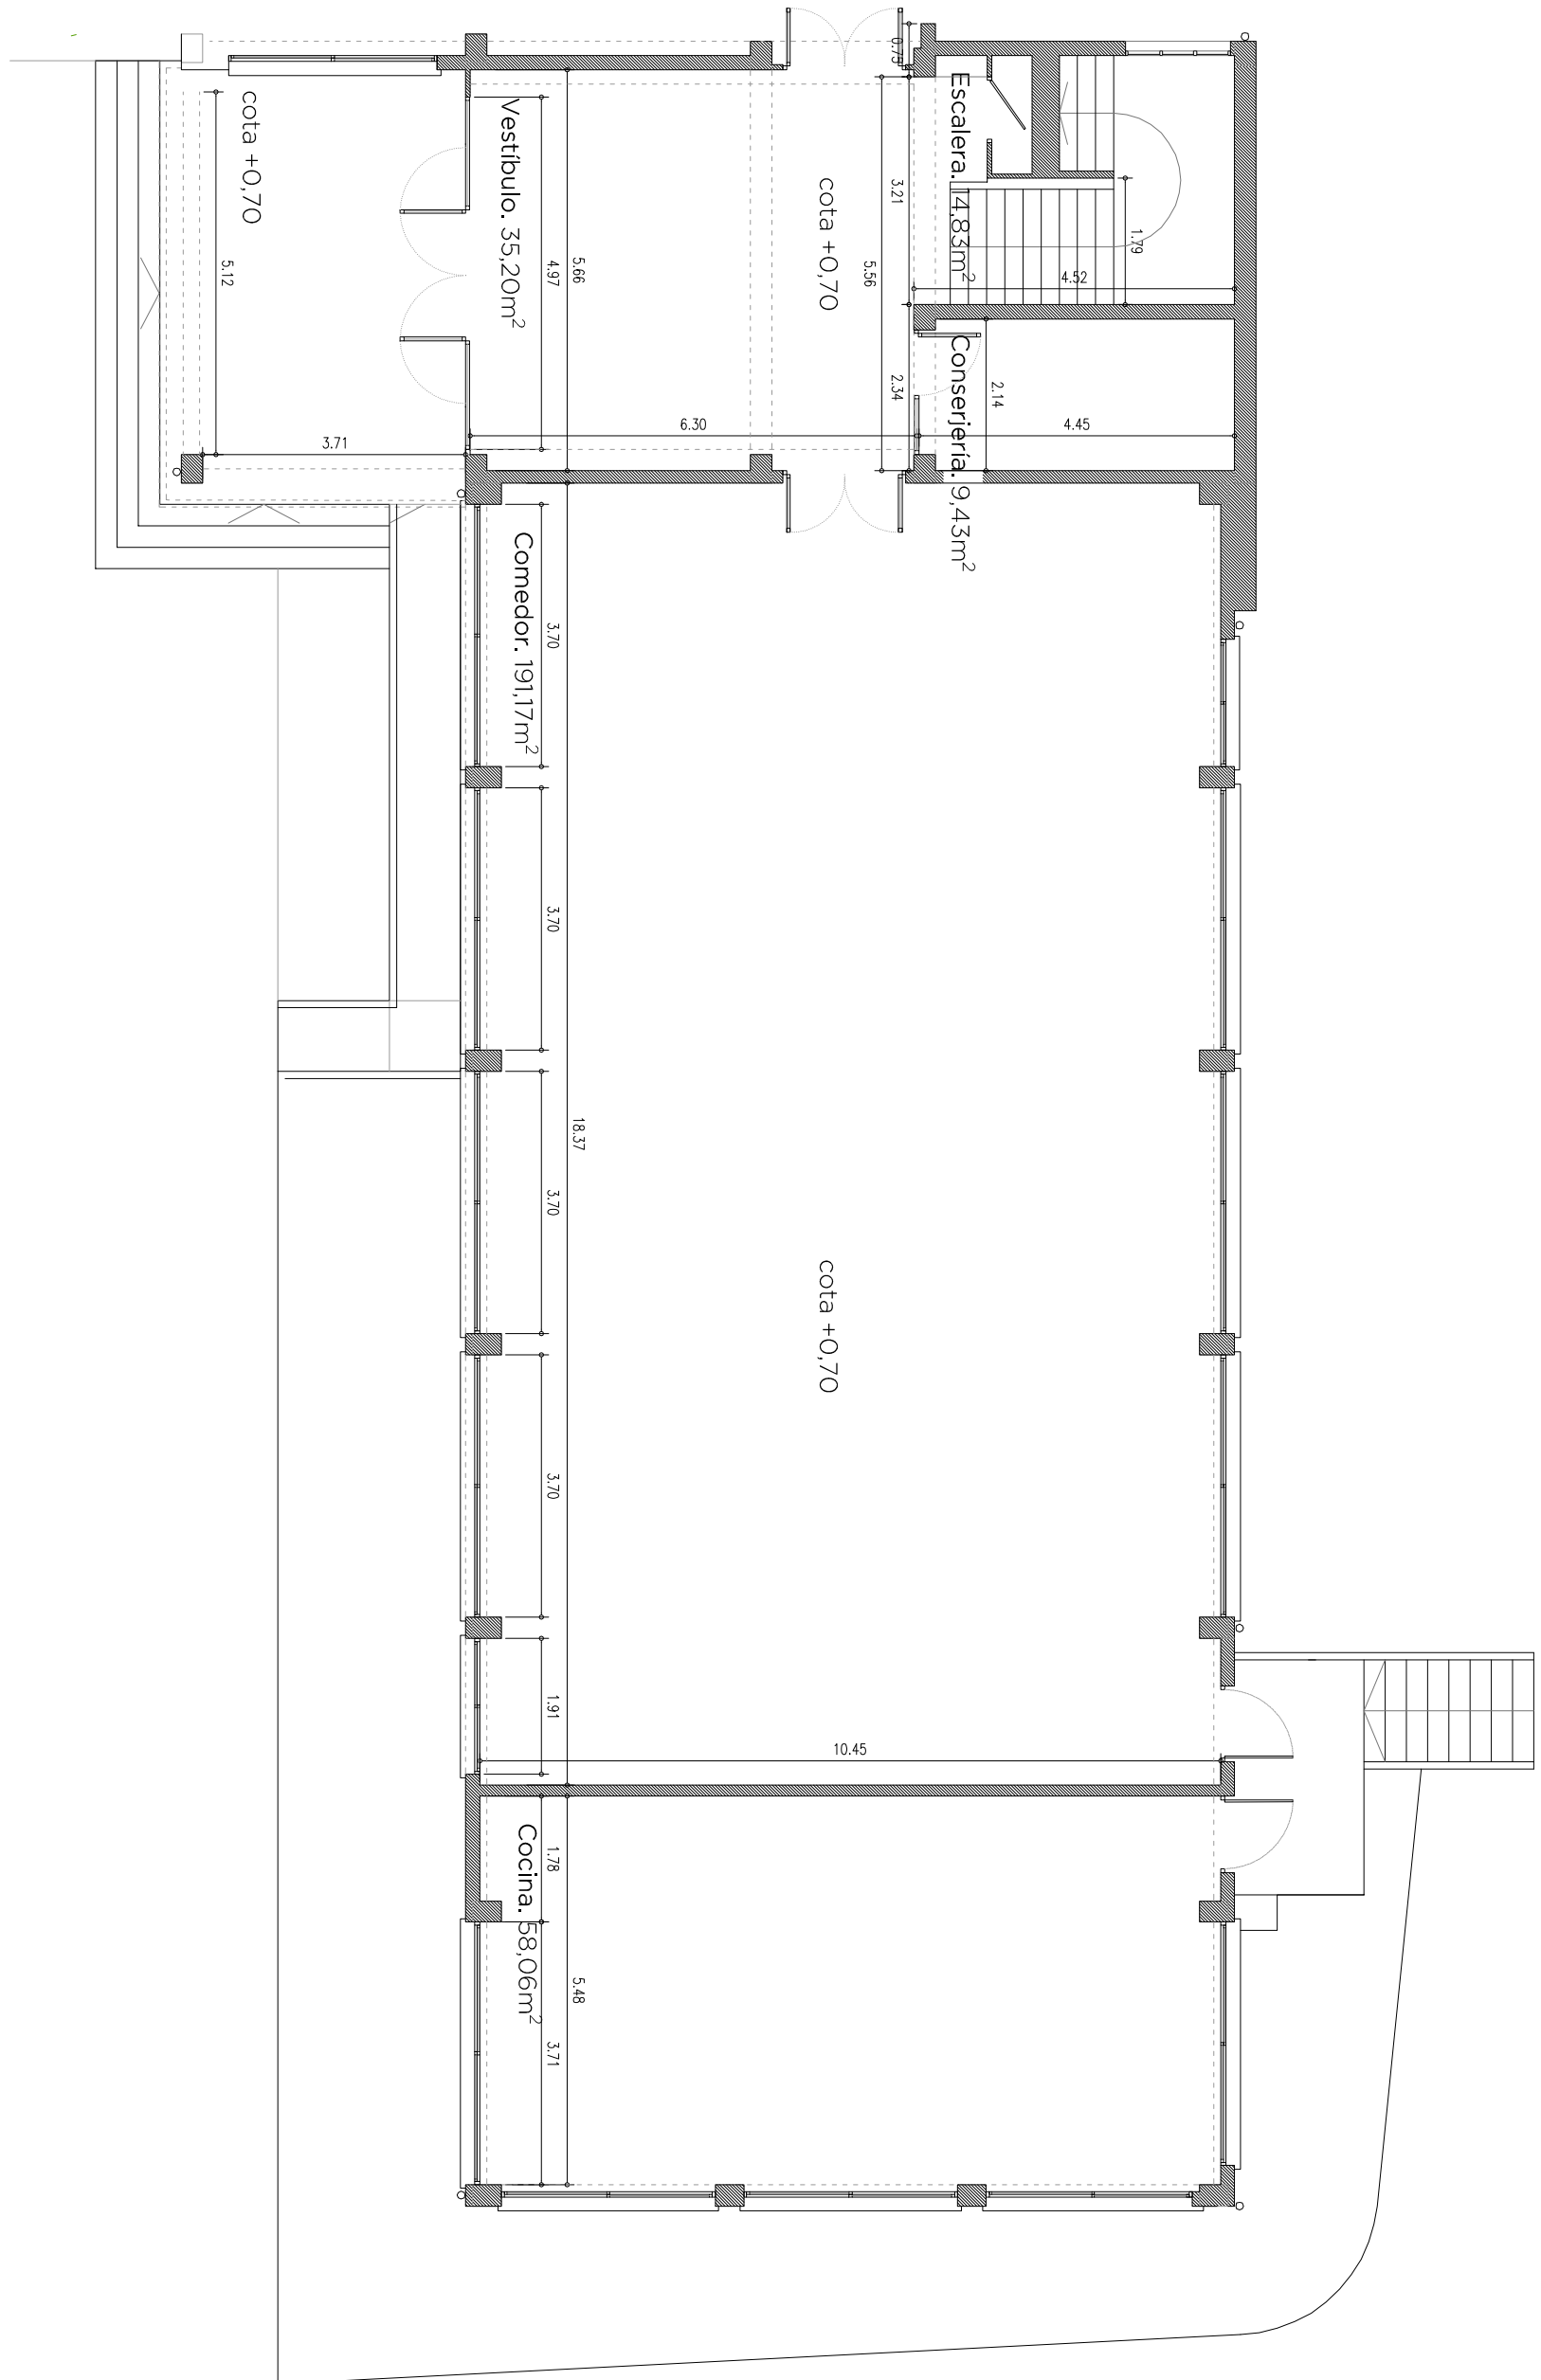 cota +0,70
5.12
3.71
Vestíbulo. 35,20m²
4.97
5.66
6.30
cota +0,70
5.56
3.21
2.34
0.75
Escalera. 14,83m²
1.79
4.52
Conserjería. 9,43m²
2.14
4.45
Comedor. 191,17m²
3.70
3.70
3.70
3.70
1.91
18.37
cota +0,70
10.45
Cocina. 58,06m²
1.78
5.48
3.71